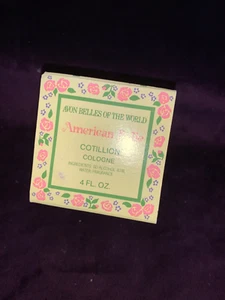 AVON BELLES OF THE WORLD
American
COTILLION
COLOGNE
4 FL. OZ